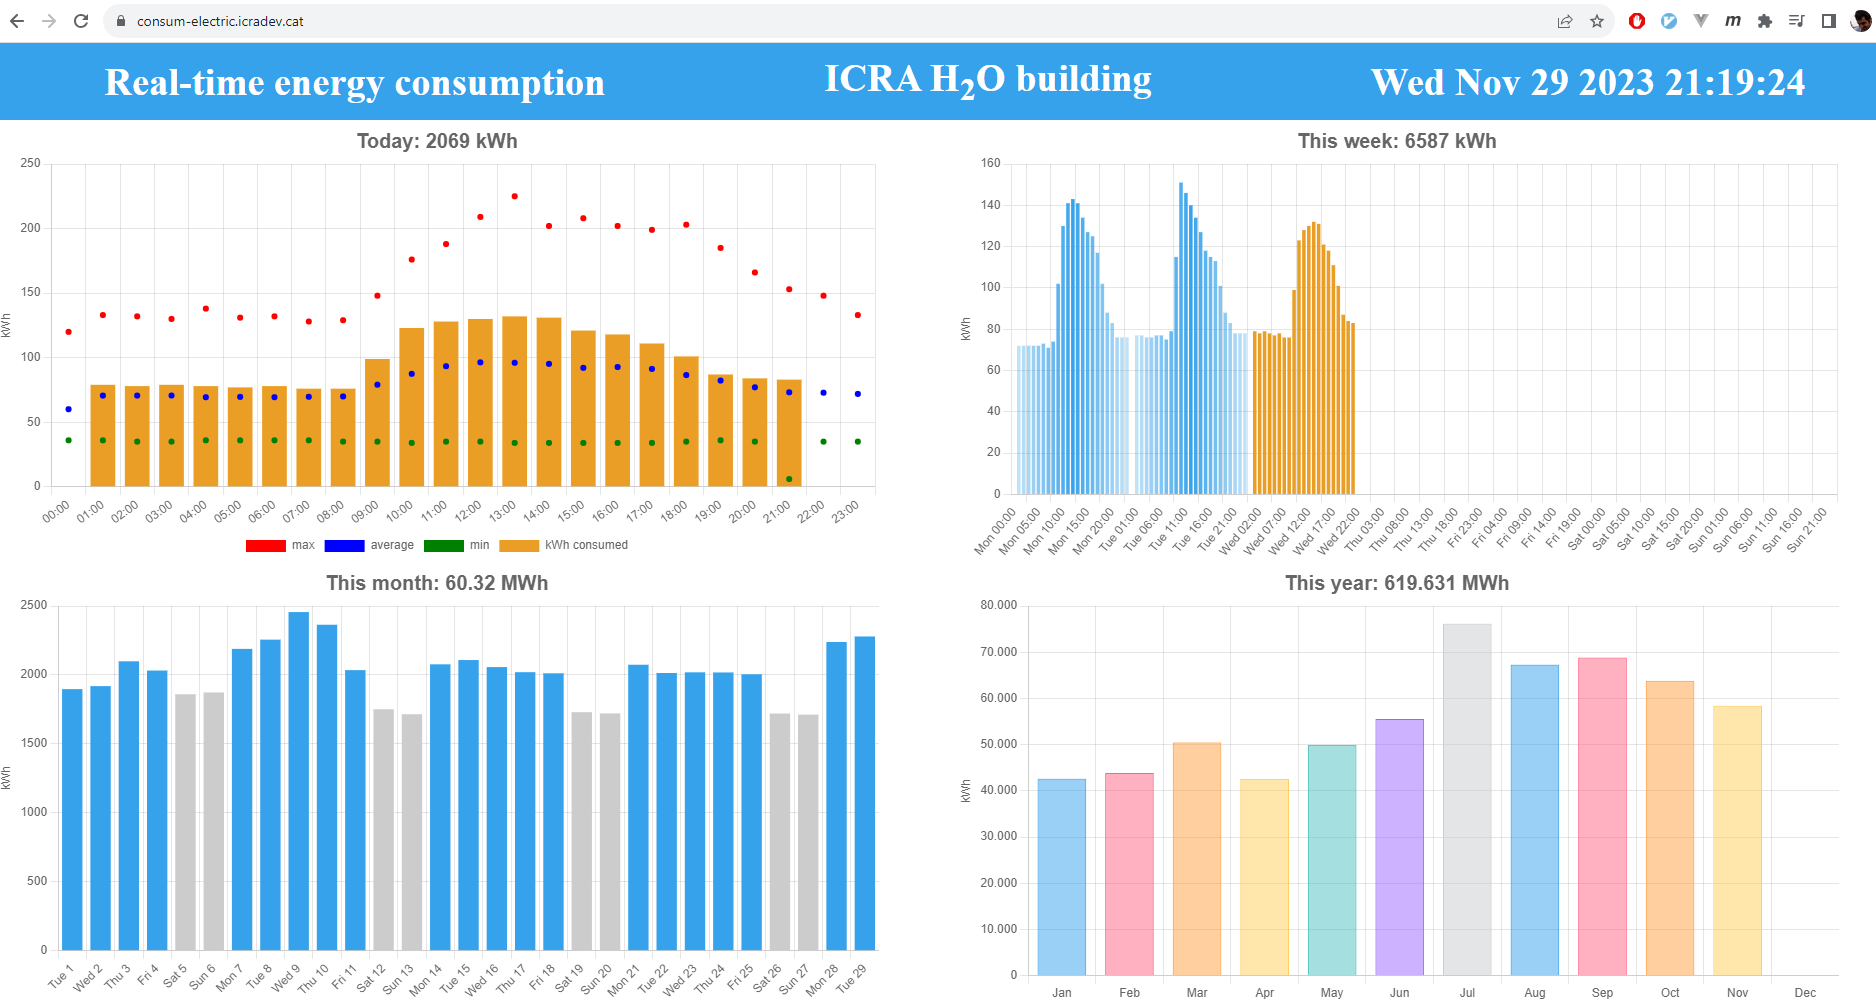 consum-electric.icradev.cat
Real-time energy consumption
ICRA H2O building
Wed Nov 29 2023 21:19:24
Today: 2069 kWh
250
200
150
100
50
0
kWh
00:00 01:00 02:00 03:00 04:00 05:00 06:00 07:00 08:00 09:00 10:00 11:00 12:00 13:00 14:00 15:00 16:00 17:00 18:00 19:00 20:00 21:00 22:00 23:00
max average min kWh consumed
This week: 6587 kWh
160
140
120
100
80
60
40
20
0
kWh
Mon 00:00 Mon 05:00 Mon 10:00 Mon 15:00 Mon 20:00 Tue 01:00 Tue 06:00 Tue 11:00 Tue 16:00 Tue 21:00 Wed 02:00 Wed 07:00 Wed 12:00 Wed 17:00 Wed 22:00 Thu 03:00 Thu 08:00 Thu 13:00 Thu 18:00 Fri 23:00 Fri 04:00 Fri 09:00 Fri 14:00 Fri 19:00 Sat 00:00 Sat 05:00 Sat 10:00 Sat 15:00 Sat 20:00 Sun 01:00 Sun 06:00 Sun 11:00 Sun 16:00 Sun 21:00
This month: 60.32 MWh
2500
2000
1500
1000
500
0
kWh
Tue 1 Wed 2 Thu 3 Fri 4 Sat 5 Sun 6 Mon 7 Tue 8 Wed 9 Thu 10 Fri 11 Sat 12 Sun 13 Mon 14 Tue 15 Wed 16 Thu 17 Fri 18 Sat 19 Sun 20 Mon 21 Tue 22 Wed 23 Thu 24 Fri 25 Sat 26 Sun 27 Mon 28 Tue 29
This year: 619.631 MWh
80.000
70.000
60.000
50.000
40.000
30.000
20.000
10.000
0
kWh
Jan Feb Mar Apr May Jun Jul Aug Sep Oct Nov Dec